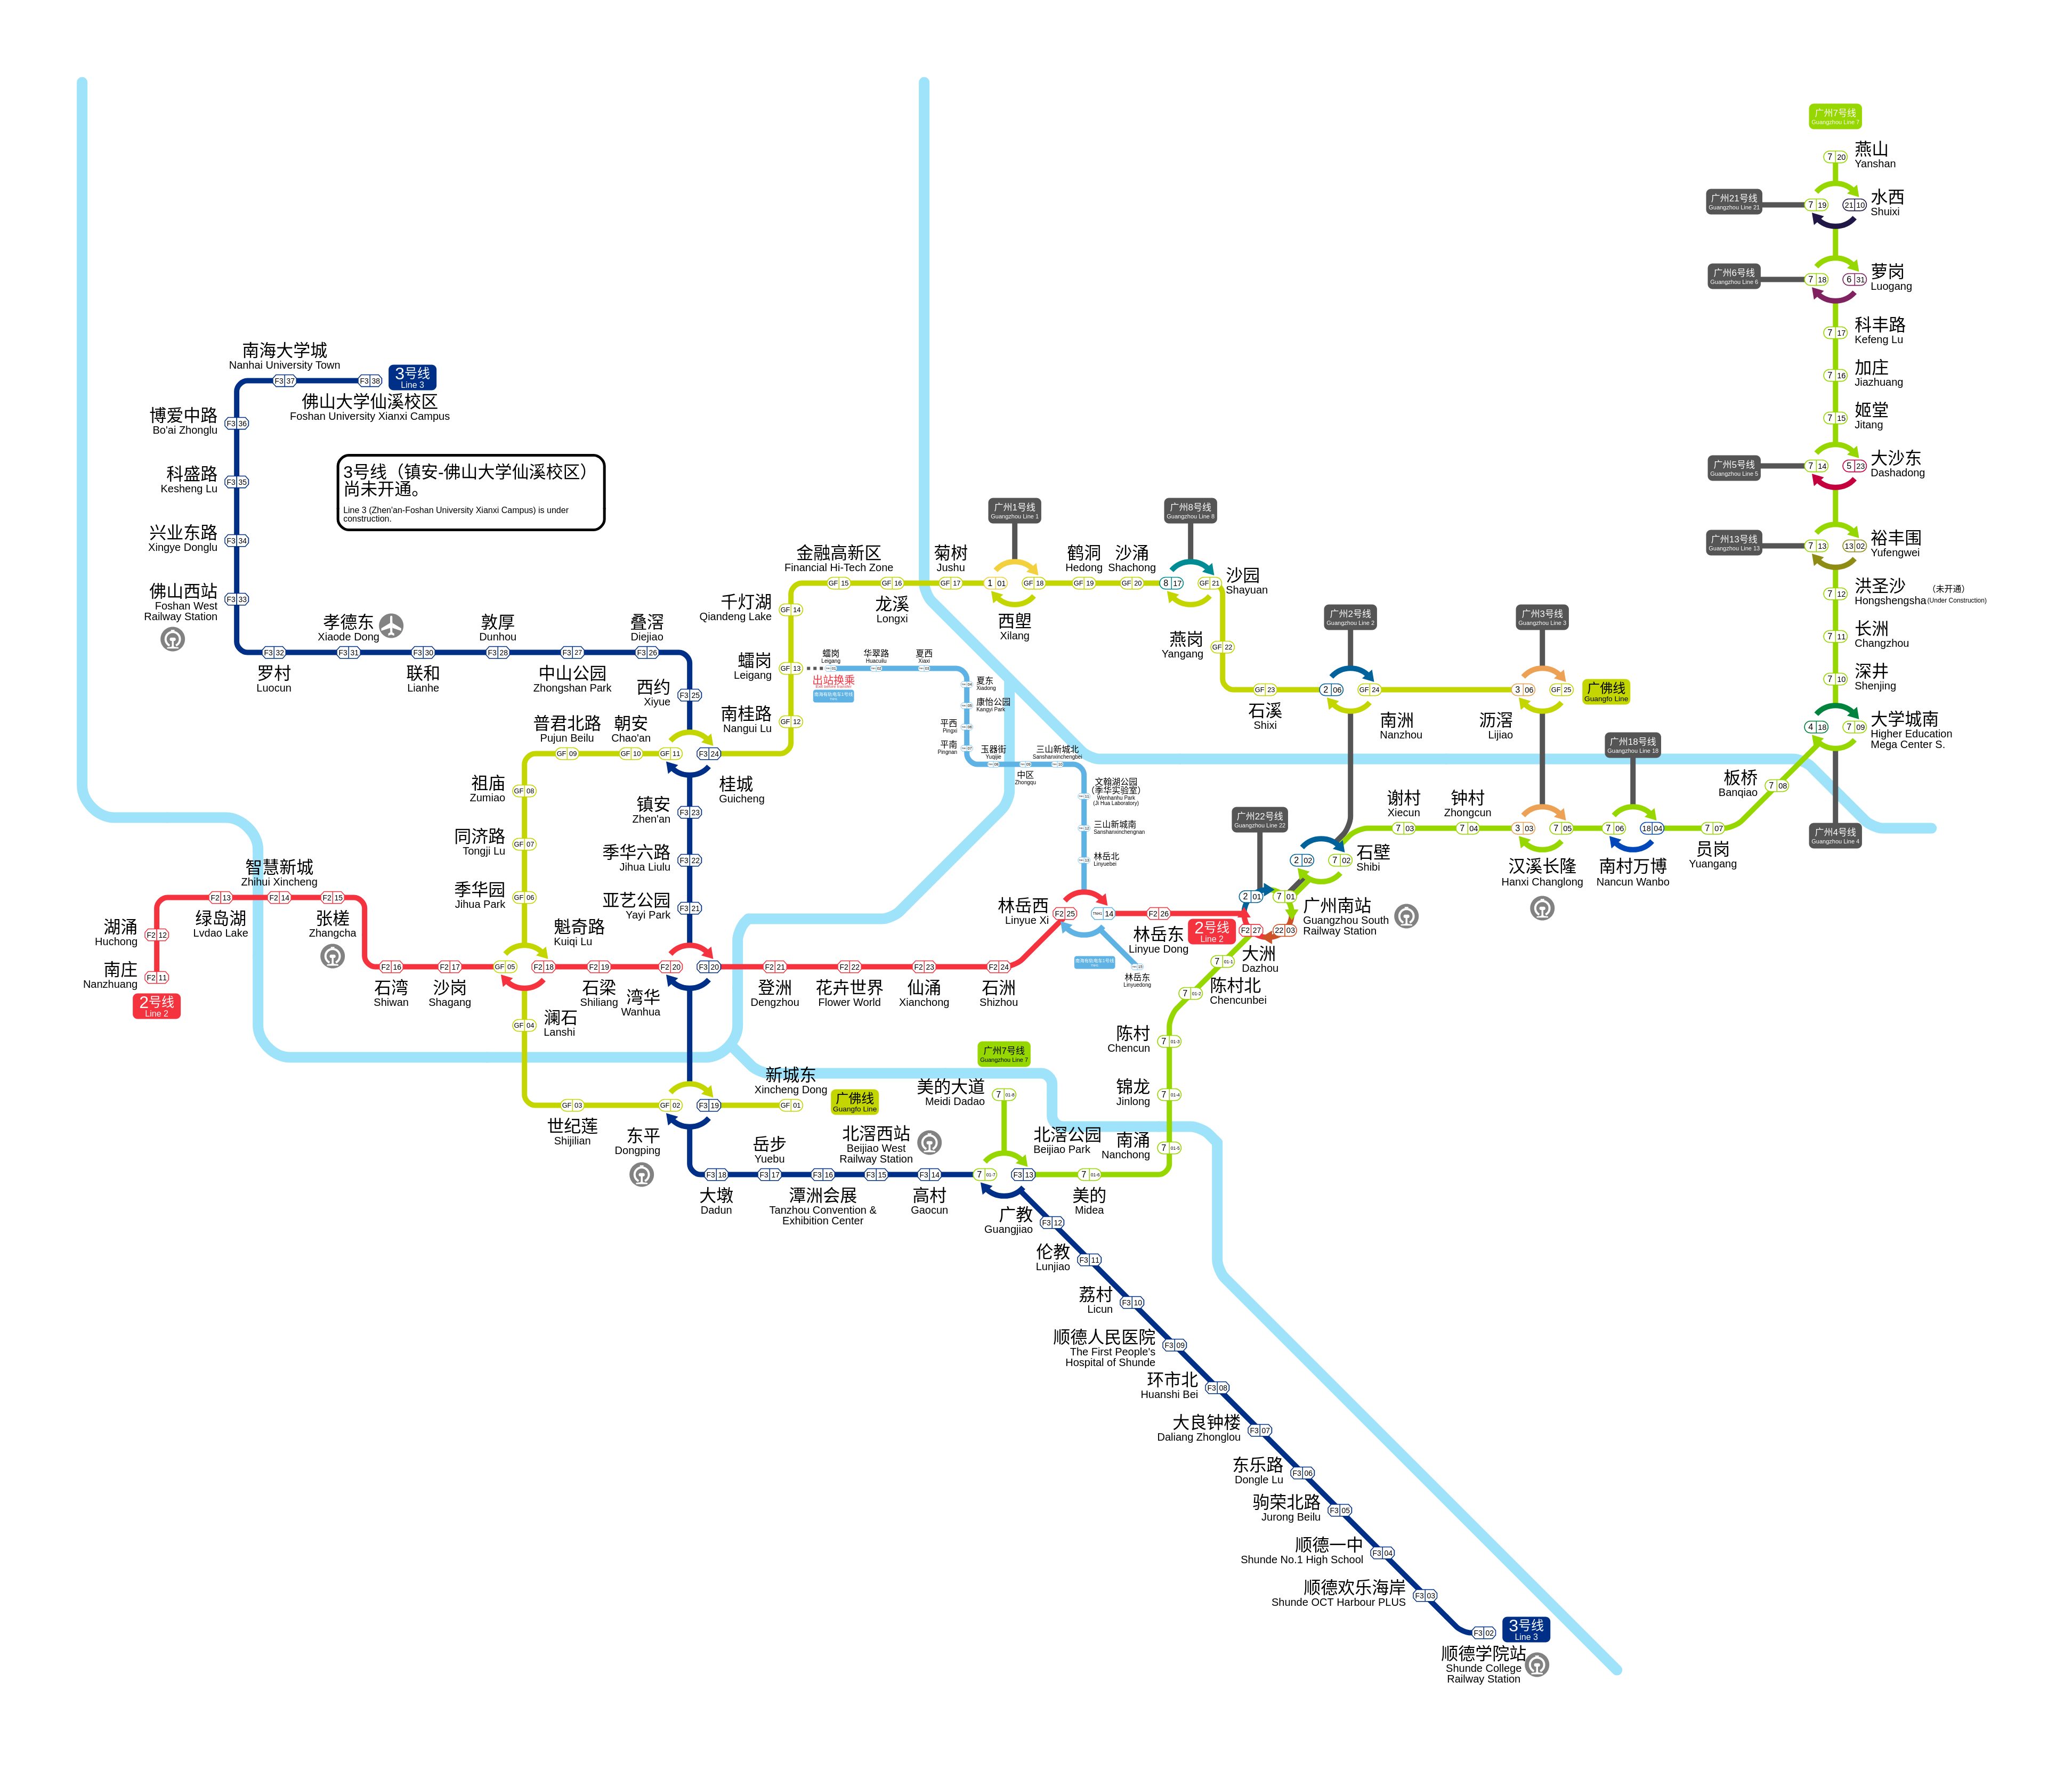 广州7号线
Guangzhou Line 7
7 20
燕山
Yanshan
广州21号线
Guangzhou Line 21
7 19
21 10
水西
Shuixi
广州6号线
Guangzhou Line 6
7 18
6 31
萝岗
Luogang
7 17
科丰路
Kefeng Lu
7 16
加庄
Jiazhuang
7 15
姬堂
Jitang
广州5号线
Guangzhou Line 5
7 14
5 23
大沙东
Dashadong
广州13号线
Guangzhou Line 13
7 13
13 02
裕丰围
Yufengwei
7 12
洪圣沙
Hongshengsha
(未开通)
(Under Construction)
7 11
长洲
Changzhou
7 10
深井
Shenjing
4 18
7 09
大学城南
Higher Education
Mega Center S.
广州4号线
Guangzhou Line 4
板桥
Banqiao
7 08
员岗
Yuangang
7 07
广州18号线
Guangzhou Line 18
7 06
18 04
南村万博
Nancun Wanbo
3 03
7 05
汉溪长隆
Hanxi Changlong
钟村
Zhongcun
7 04
谢村
Xiecun
7 03
2 02
7 02
石壁
Shibi
广州22号线
Guangzhou Line 22
2 01
7 01
F2 27
22 03
广州南站
Guangzhou South
Railway Station
南海大学城
Nanhai University Town
F3 37
F3 38
3号线
Line 3
佛山大学仙溪校区
Foshan University Xianxi Campus
博爱中路
Bo'ai Zhonglu
F3 36
科盛路
Kesheng Lu
F3 35
兴业东路
Xingye Donglu
F3 34
佛山西站
Foshan West
Railway Station
F3 33
3号线（镇安-佛山大学仙溪校区）
尚未开通。
Line 3 (Zhen'an-Foshan University Xianxi Campus) is under
construction.
F3 32
罗村
Luocun
孝德东
Xiaode Dong
F3 31
F3 30
联和
Lianhe
敦厚
Dunhou
F3 28
F3 27
中山公园
Zhongshan Park
叠滘
Diejiao
F3 26
西约
Xiyue
F3 25
GF 11
F3 24
桂城
Guicheng
镇安
Zhen'an
F3 23
季华六路
Jihua Liulu
F3 22
亚艺公园
Yayi Park
F3 21
F2 20
F3 20
湾华
Wanhua
金融高新区
Financial Hi-Tech Zone
GF 15
GF 16
龙溪
Longxi
菊树
Jushu
GF 17
广州1号线
Guangzhou Line 1
1 01
GF 18
西塱
Xilang
鹤洞
Hedong
GF 19
沙涌
Shachong
GF 20
广州8号线
Guangzhou Line 8
8 17
GF 21
沙园
Shayuan
燕岗
Yangang
GF 22
GF 23
石溪
Shixi
广州2号线
Guangzhou Line 2
2 06
GF 24
南洲
Nanzhou
广州3号线
Guangzhou Line 3
3 06
GF 25
沥滘
Lijiao
广佛线
Guangfo Line
千灯湖
Qiandeng Lake
GF 14
蠕岗
Leigang
GF 13
南桂路
Nangui Lu
GF 12
朝安
Chao'an
GF 10
普君北路
Pujun Beilu
GF 09
祖庙
Zumiao
GF 08
同济路
Tongji Lu
GF 07
季华园
Jihua Park
GF 06
GF 05
F2 18
魁奇路
Kuiqi Lu
GF 04
澜石
Lanshi
GF 03
世纪莲
Shijilian
GF 02
F3 19
东平
Dongping
新城东
Xincheng Dong
GF 01
广佛线
Guangfo Line
蠕岗
Leigang
华翠路
Huacuilu
夏西
Xiaxi
出站换乘
夏东
Xiadong
康怡公园
Kangyi Park
平西
Pingxi
平南
Pingnan
玉器街
Yuqijie
中区
Zhongqu
三山新城北
Sanshanxinchengbei
文翰湖公园
(季华实验室)
Wenhanhu Park
(Ji Hua Laboratory)
三山新城南
Sanshanxinchengnan
林岳北
Linyuebei
林岳东
Linyuedong
2号线
Line 2
南庄
Nanzhuang
F2 11
湖涌
Huchong
F2 12
F2 13
绿岛湖
Lvdao Lake
智慧新城
Zhihui Xincheng
F2 14
F2 15
张槎
Zhangcha
F2 16
石湾
Shiwan
F2 17
沙岗
Shagang
F2 19
石梁
Shiliang
F2 21
登洲
Dengzhou
F2 22
花卉世界
Flower World
F2 23
仙涌
Xianchong
F2 24
石洲
Shizhou
林岳西
Linyue Xi
F2 25
14
F2 26
林岳东
Linyue Dong
2号线
Line 2
7 01-1
大洲
Dazhou
7 01-2
陈村北
Chencunbei
陈村
Chencun
7 01-3
锦龙
Jinlong
7 01-4
南涌
Nanchong
7 01-5
7 01-6
美的
Midea
北滘公园
Beijiao Park
7 01-7
F3 13
广教
Guangjiao
广州7号线
Guangzhou Line 7
美的大道
Meidi Dadao
7 01-8
F3 18
大墩
Dadun
岳步
Yuebu
F3 17
F3 16
潭洲会展
Tanzhou Convention &
Exhibition Center
北滘西站
Beijiao West
Railway Station
F3 15
F3 14
高村
Gaocun
F3 12
伦教
Lunjiao
F3 11
荔村
Licun
F3 10
顺德人民医院
The First People's
Hospital of Shunde
F3 09
环市北
Huanshi Bei
F3 08
大良钟楼
Daliang Zhonglou
F3 07
东乐路
Dongle Lu
F3 06
驹荣北路
Jurong Beilu
F3 05
顺德一中
Shunde No.1 High School
F3 04
顺德欢乐海岸
Shunde OCT Harbour PLUS
F3 03
F3 02
3号线
Line 3
顺德学院站
Shunde College
Railway Station